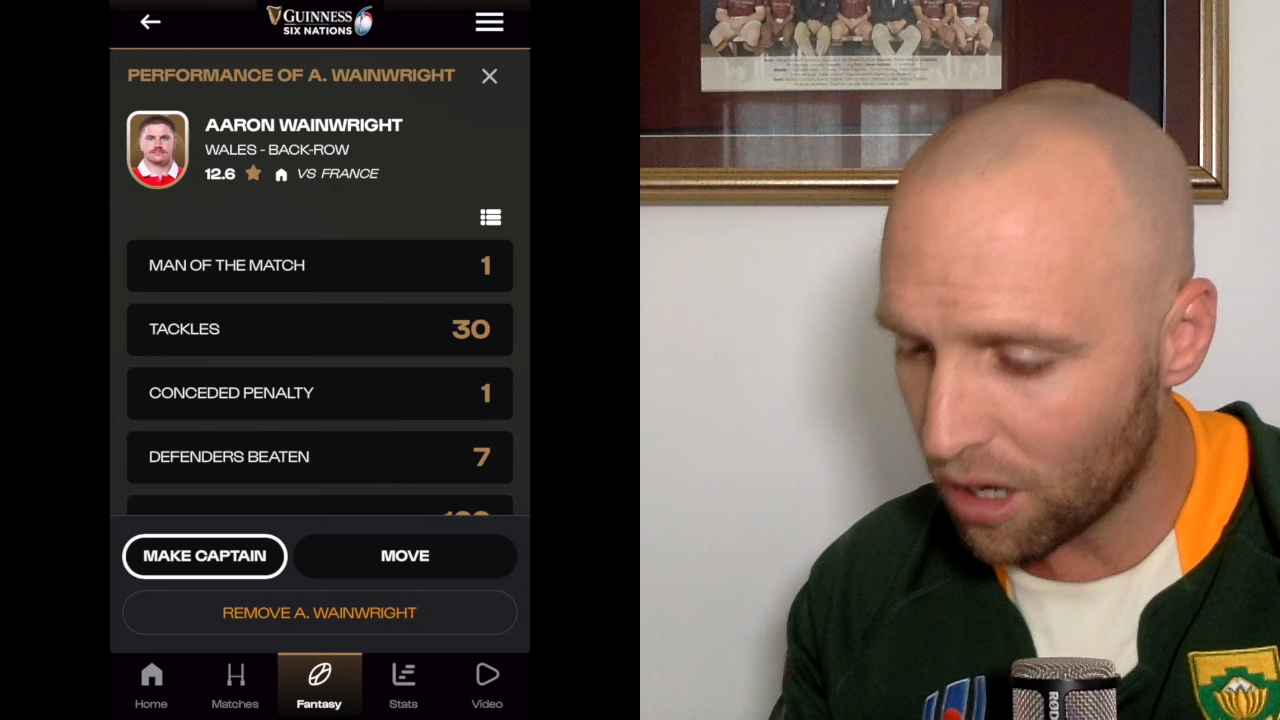 GUINNESS
SIX NATIONS
PERFORMANCE OF A. WAINWRIGHT
AARON WAINWRIGHT
WALES - BACK-ROW
12.6 VS FRANCE
MAN OF THE MATCH 1
TACKLES 30
CONCEDED PENALTY 1
DEFENDERS BEATEN 7
MAKE CAPTAIN MOVE
REMOVE A. WAINWRIGHT
Home Matches Fantasy Stats Video
RØDE